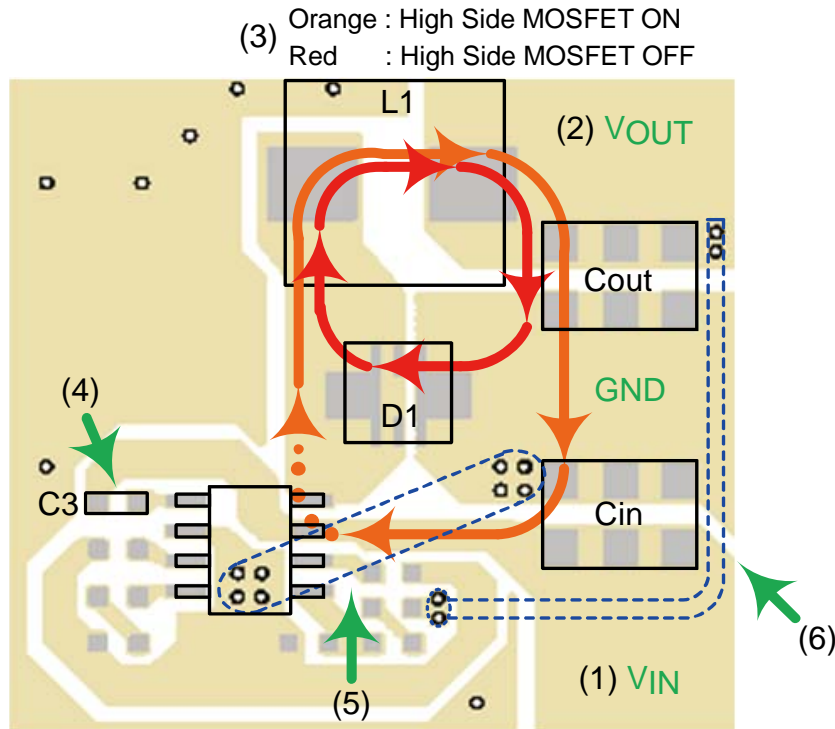 (3) Orange : High Side MOSFET ON
Red : High Side MOSFET OFF
L1
(2) VOUT
Cout
D1
GND
(4)
C3
Cin
(6)
(5)
(1) VIN